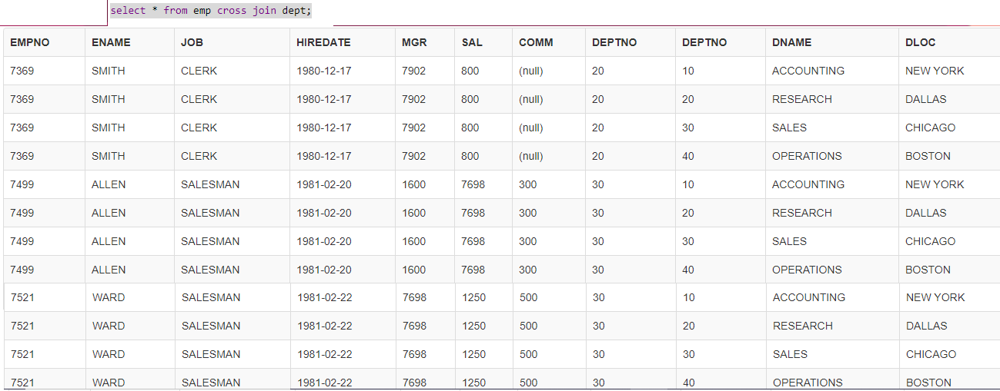 select * from emp cross join dept;
EMPNO ENAME JOB HIREDATE MGR SAL COMM DEPTNO DEPTNO DNAME DLOC
7369 SMITH CLERK 1980-12-17 7902 800 (null) 20 10 ACCOUNTING NEW YORK
7369 SMITH CLERK 1980-12-17 7902 800 (null) 20 20 RESEARCH DALLAS
7369 SMITH CLERK 1980-12-17 7902 800 (null) 20 30 SALES CHICAGO
7369 SMITH CLERK 1980-12-17 7902 800 (null) 20 40 OPERATIONS BOSTON
7499 ALLEN SALESMAN 1981-02-20 1600 7698 300 30 10 ACCOUNTING NEW YORK
7499 ALLEN SALESMAN 1981-02-20 1600 7698 300 30 20 RESEARCH DALLAS
7499 ALLEN SALESMAN 1981-02-20 1600 7698 300 30 30 SALES CHICAGO
7499 ALLEN SALESMAN 1981-02-20 1600 7698 300 30 40 OPERATIONS BOSTON
7521 WARD SALESMAN 1981-02-22 7698 1250 500 30 10 ACCOUNTING NEW YORK
7521 WARD SALESMAN 1981-02-22 7698 1250 500 30 20 RESEARCH DALLAS
7521 WARD SALESMAN 1981-02-22 7698 1250 500 30 30 SALES CHICAGO
7521 WARD SALESMAN 1981-02-22 7698 1250 500 30 40 OPERATIONS BOSTON